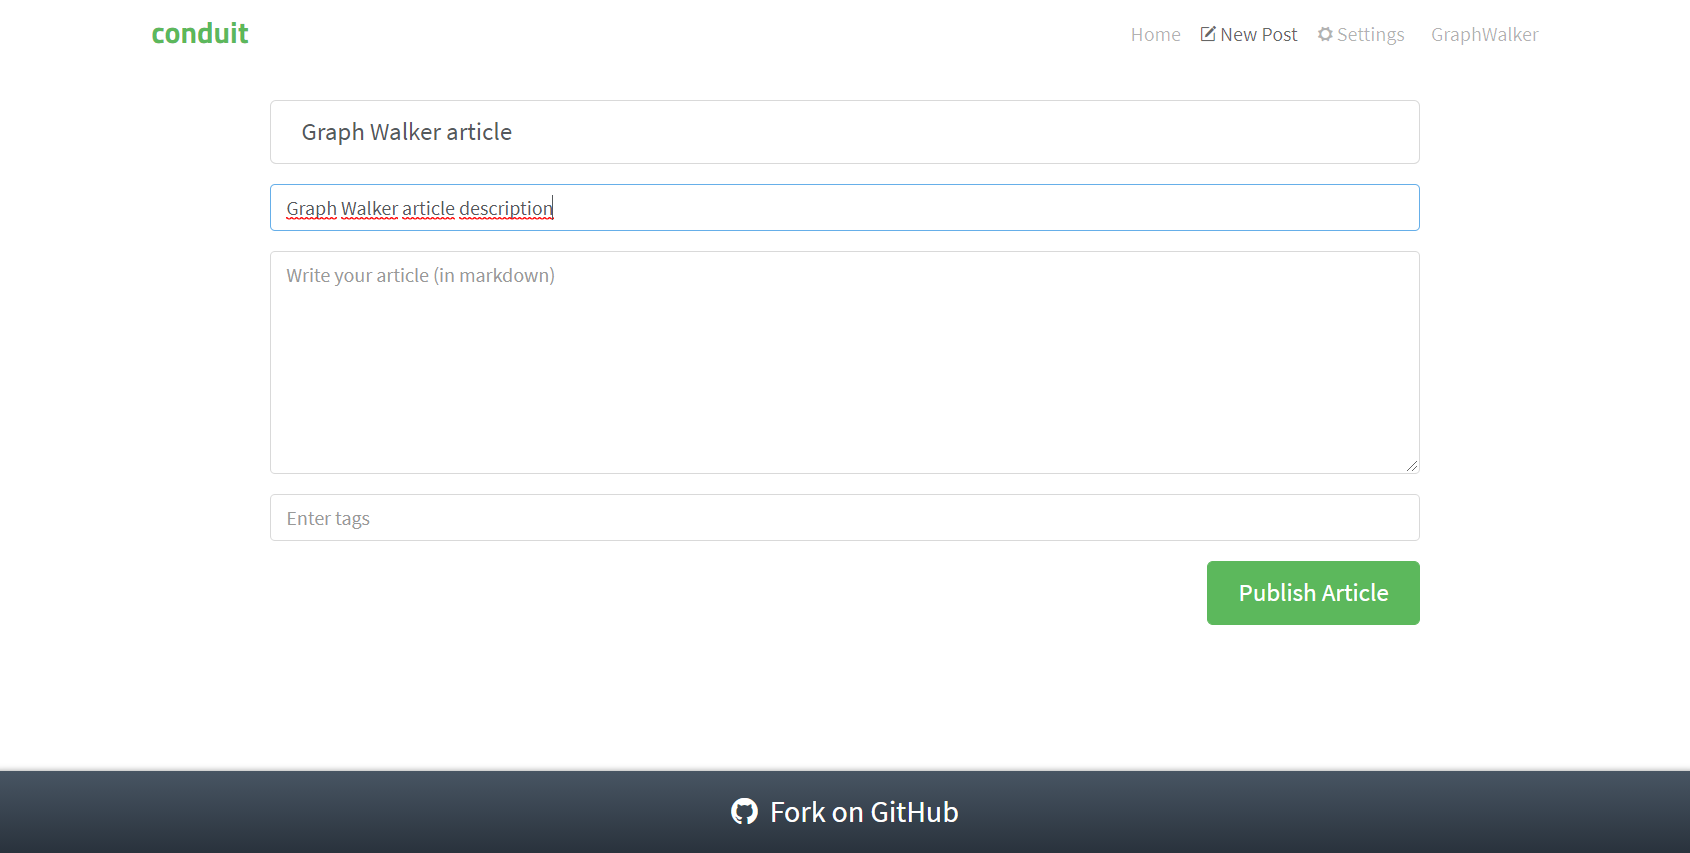 conduit
Home New Post Settings GraphWalker
Graph Walker article
Graph Walker article description
Write your article (in markdown)
Enter tags
Publish Article
Fork on GitHub